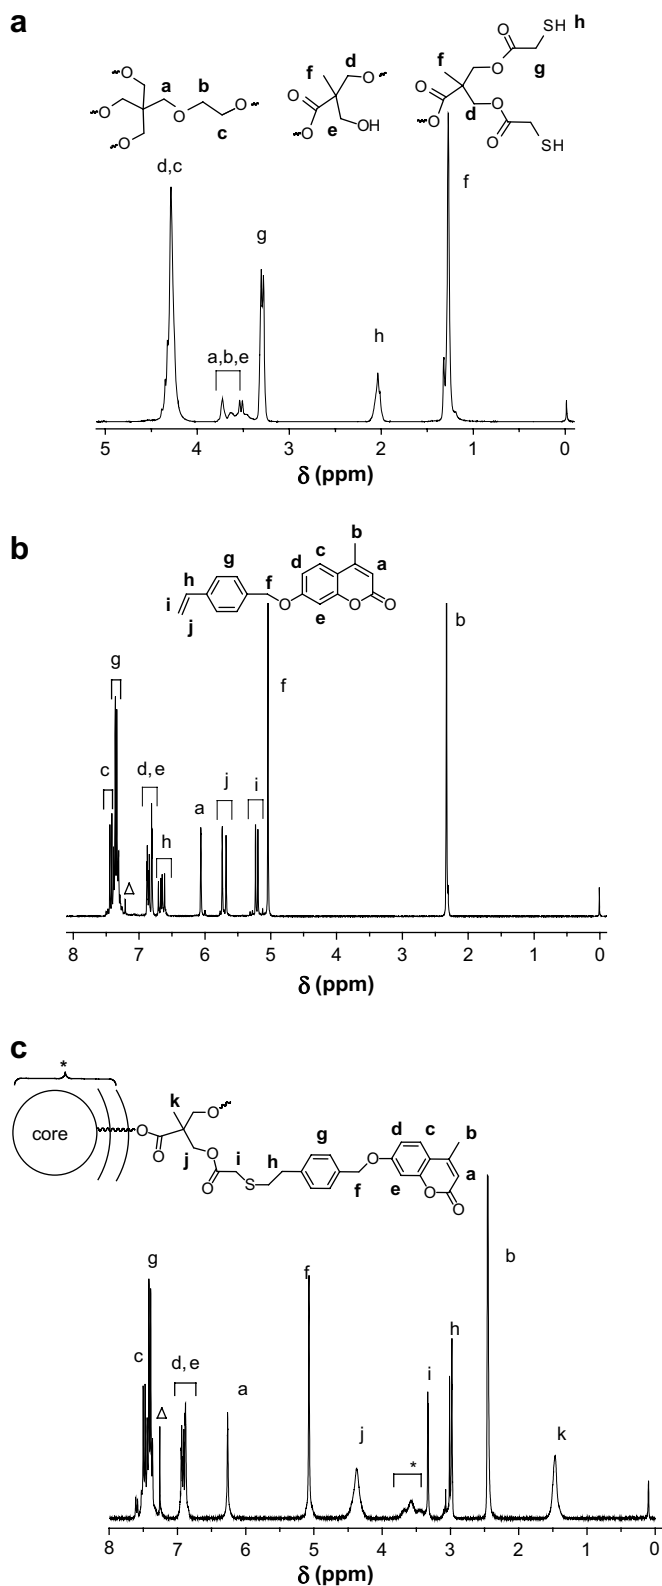 a
SH h
f d f O g
O a b O O O
O O O O d O
O O c O e OH O O SH
d,c f
g
a,b,e h
5 4 3 2 1 0
δ (ppm)
b
b
g d c a
h f
i O e O O
j
g b
f
c d, e j i
a
h
Δ
8 7 6 5 4 3 2 1 0
δ (ppm)
c
*
k O
core O g d c b
O j O i h O a
O S f e O O
g b
f
c d, e h
a i
Δ j * k
8 7 6 5 4 3 2 1 0
δ (ppm)